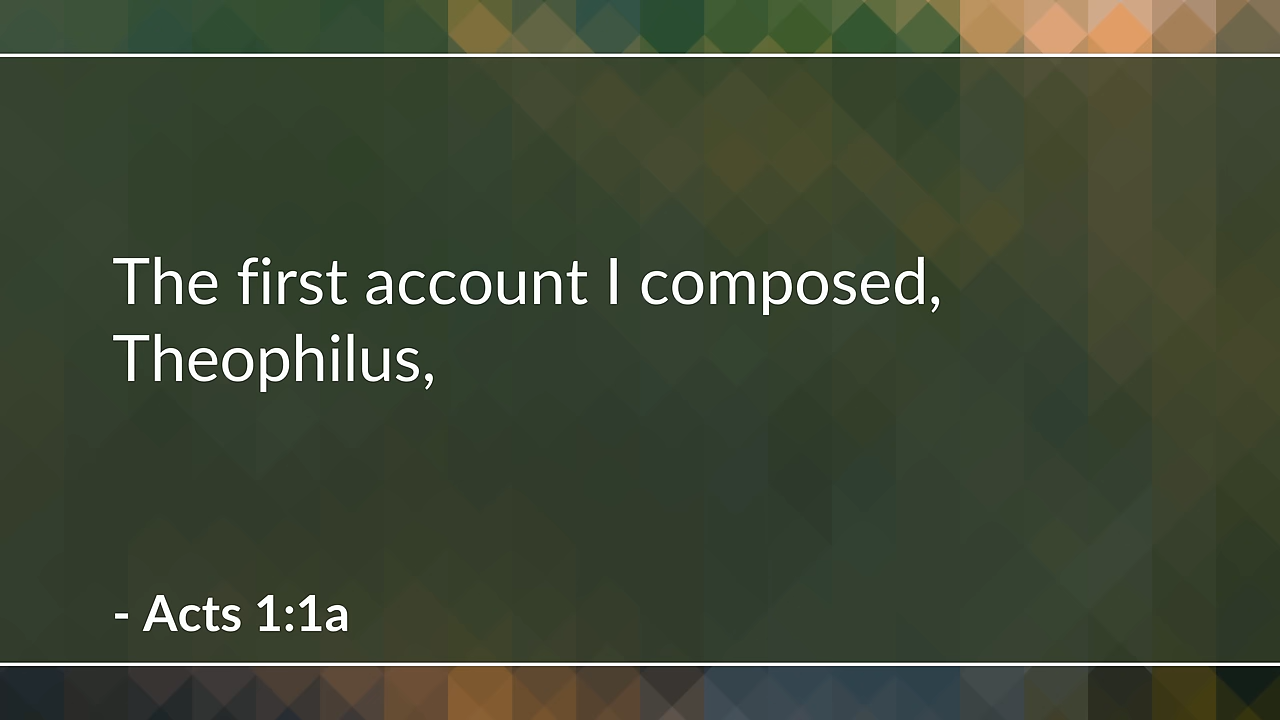 The first account I composed,
Theophilus,
- Acts 1:1a